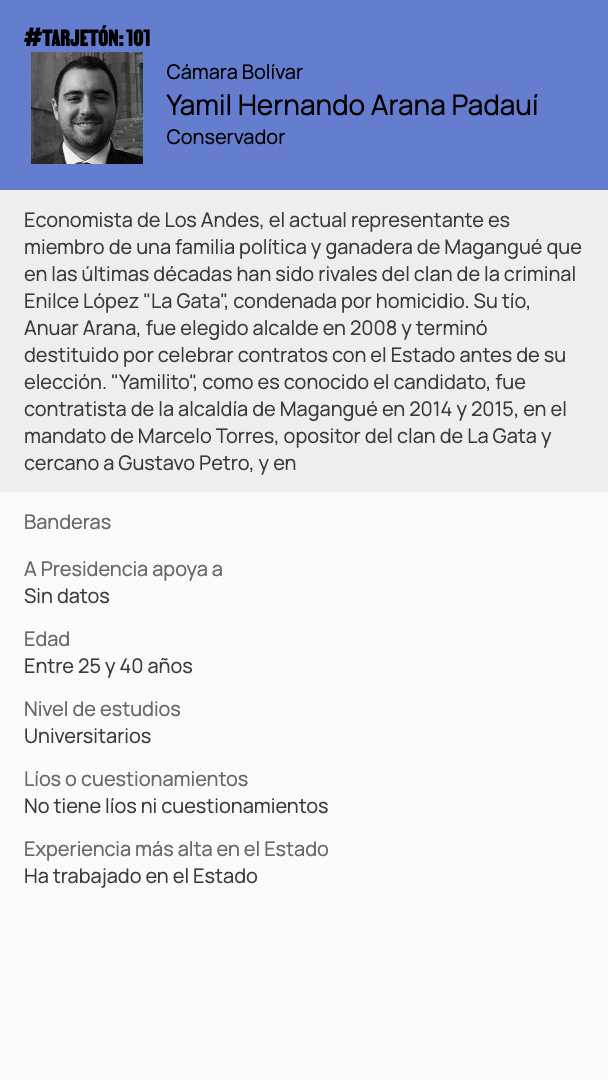 #TARJETÓN: 101
Cámara Bolívar
Yamil Hernando Arana Padauí
Conservador
Economista de Los Andes, el actual representante es
miembro de una familia política y ganadera de Magangué que
en las últimas décadas han sido rivales del clan de la criminal
Enilce López "La Gata", condenada por homicidio. Su tío,
Anuar Arana, fue elegido alcalde en 2008 y terminó
destituido por celebrar contratos con el Estado antes de su
elección. "Yamilito", como es conocido el candidato, fue
contratista de la alcaldía de Magangué en 2014 y 2015, en el
mandato de Marcelo Torres, opositor del clan de La Gata y
cercano a Gustavo Petro, y en
Banderas
A Presidencia apoya a
Sin datos
Edad
Entre 25 y 40 años
Nivel de estudios
Universitarios
Líos o cuestionamientos
No tiene líos ni cuestionamientos
Experiencia más alta en el Estado
Ha trabajado en el Estado